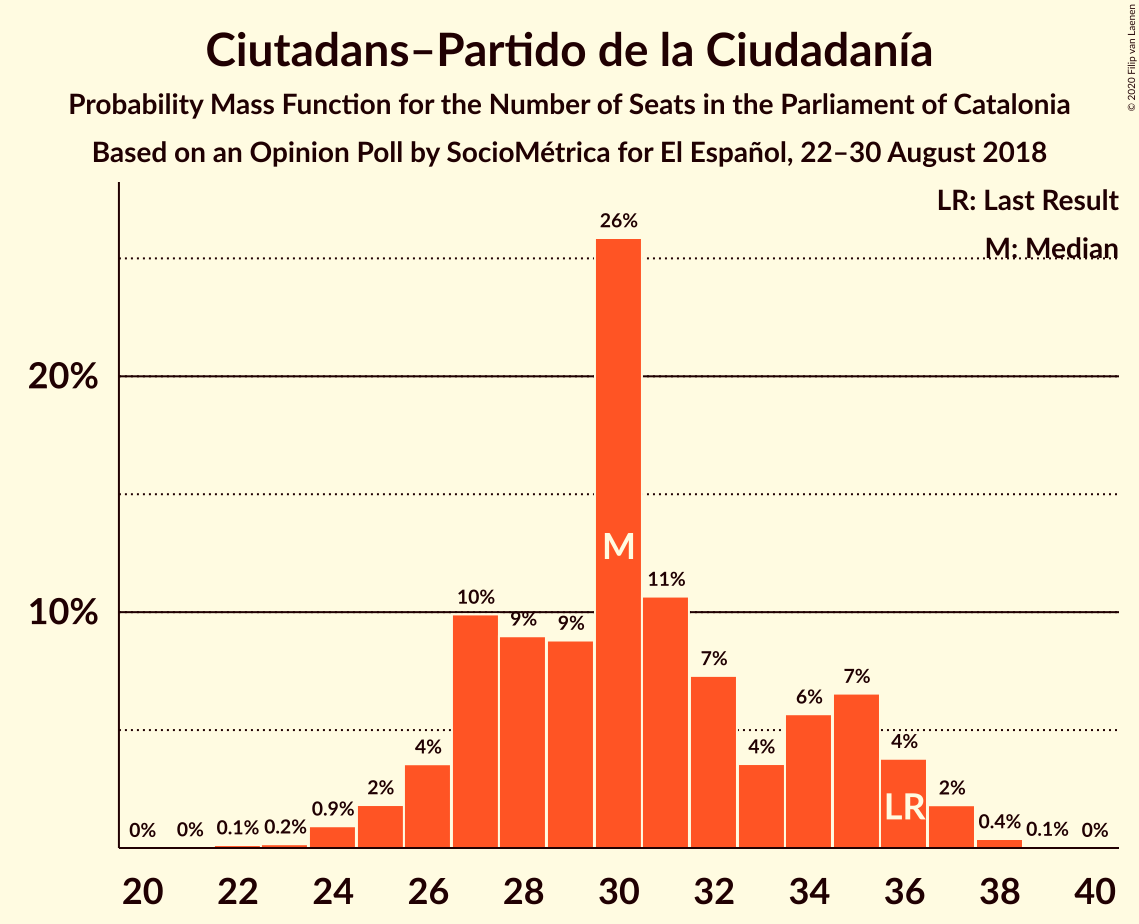 Ciutadans–Partido de la Ciudadanía
Probability Mass Function for the Number of Seats in the Parliament of Catalonia
Based on an Opinion Poll by SocioMétrica for El Español, 22–30 August 2018
© 2020 Filip van Laenen
LR: Last Result
M: Median
26%
20%
M
11%
10%
10%
9%
9%
7%
4%
6%
7%
4%
4%
2%
0.9%
0.2%
0.1%
0%
0%
LR
2%
0.4%
0.1%
0%
20 22 24 26 28 30 32 34 36 38 40